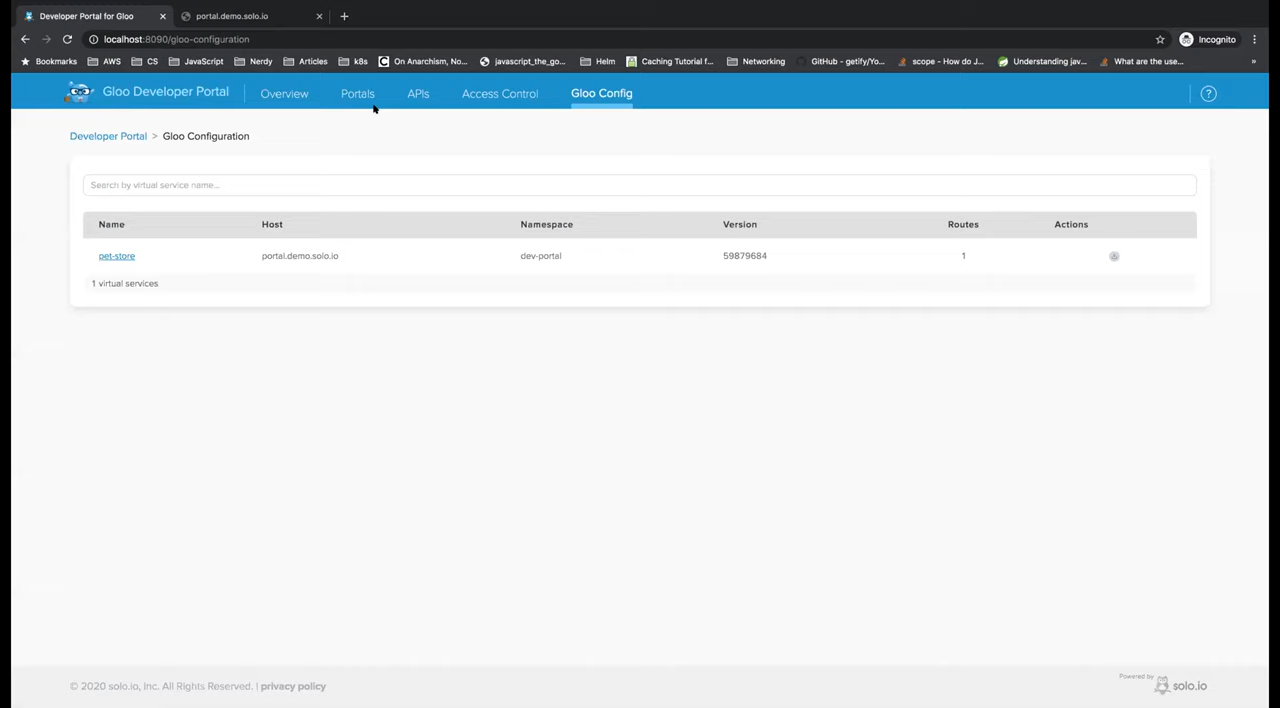 Developer Portal for Gloo
portal.demo.solo.io
localhost:8090/gloo-configuration
Incognito
Bookmarks AWS CS JavaScript Nerdy Articles k8s On Anarchism, No... javascript_the_go... Helm Caching Tutorial f... Networking GitHub - getify/Yo... scope - How do J... Understanding jav... What are the use... »
Gloo Developer Portal Overview Portals APIs Access Control Gloo Config ?
Developer Portal > Gloo Configuration
Search by virtual service name...
Name Host Namespace Version Routes Actions
pet-store portal.demo.solo.io dev-portal 59879684 1
1 virtual services
© 2020 solo.io, Inc. All Rights Reserved. | privacy policy
Powered by
solo.io